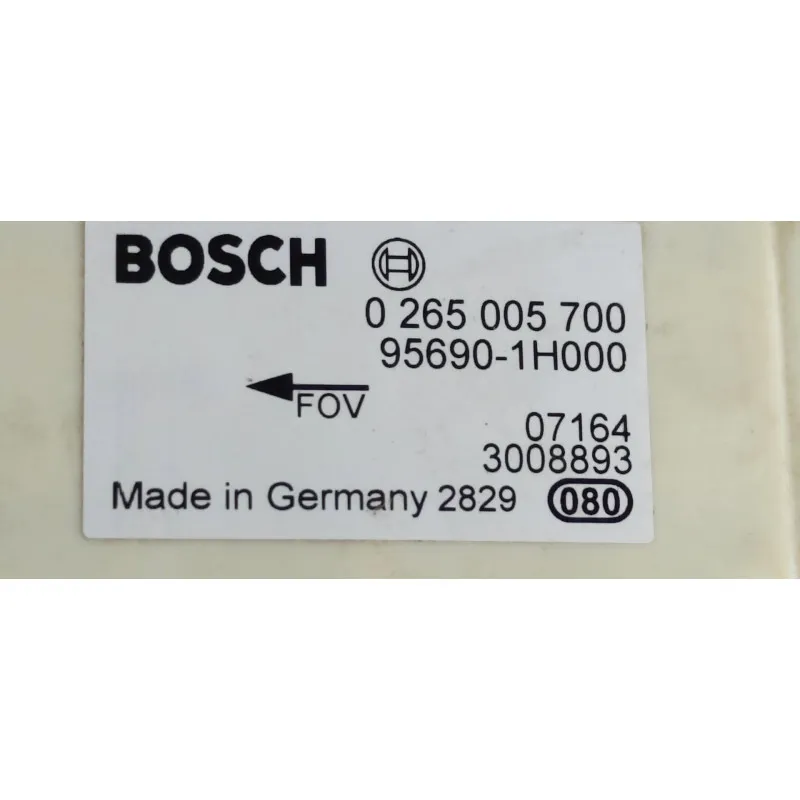 BOSCH
0 265 005 700
95690-1H000
FOV
07164
3008893
Made in Germany 2829 080